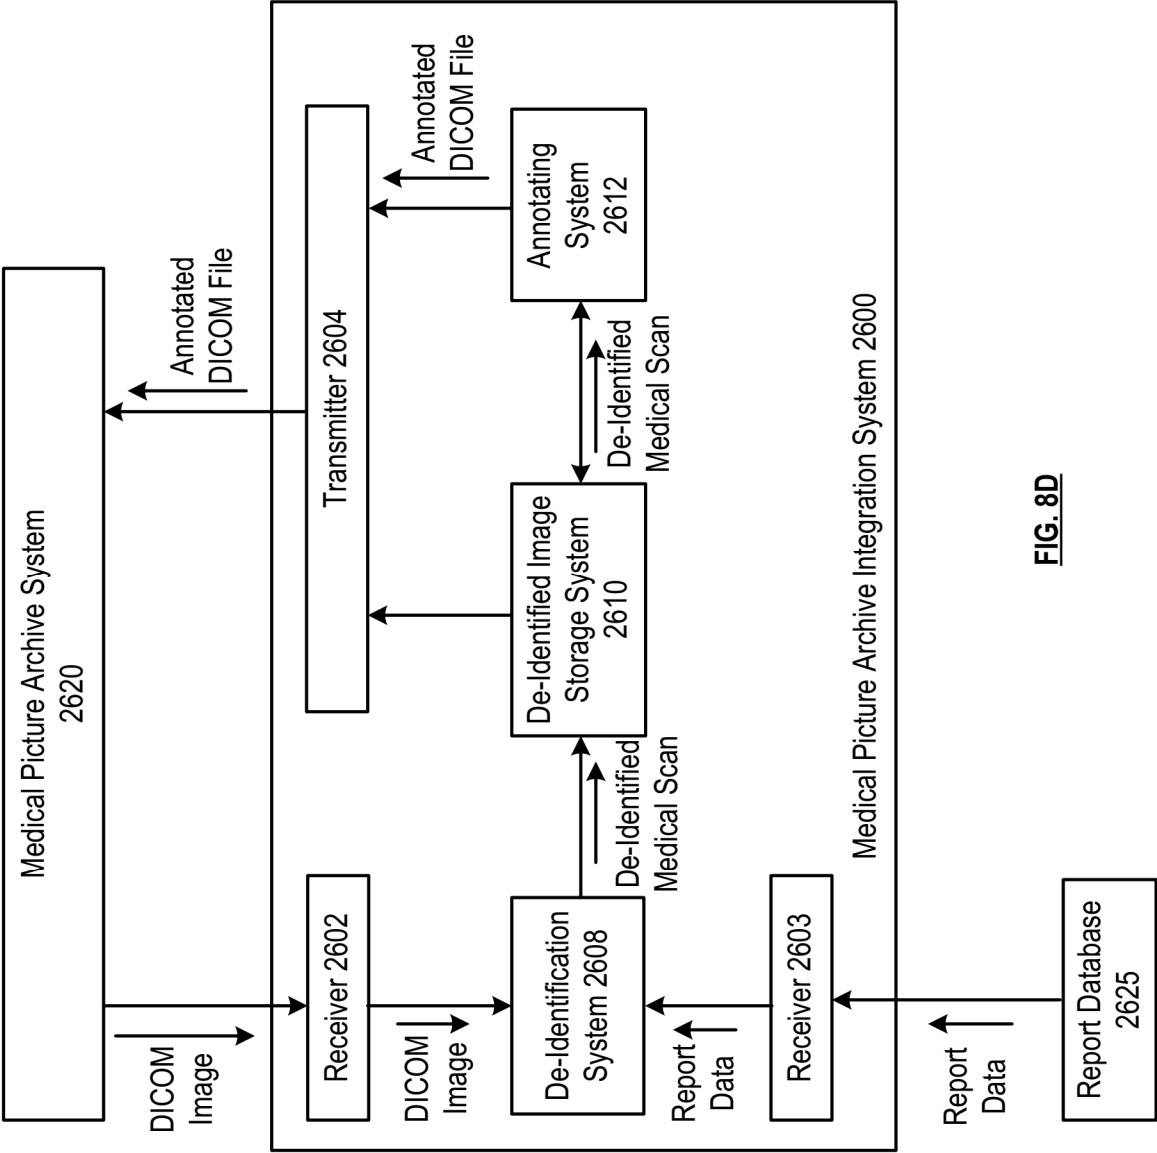 Medical Picture Archive System
2620
DICOM
Image
Annotated
DICOM File
Receiver 2602
Transmitter 2604
DICOM
Image
Annotated
DICOM File
De-Identification
System 2608
De-Identified
Medical Scan
De-Identified Image
Storage System
2610
De-Identified
Medical Scan
Annotating
System
2612
Report
Data
Receiver 2603
Medical Picture Archive Integration System 2600
Report
Data
Report Database
2625
FIG. 8D